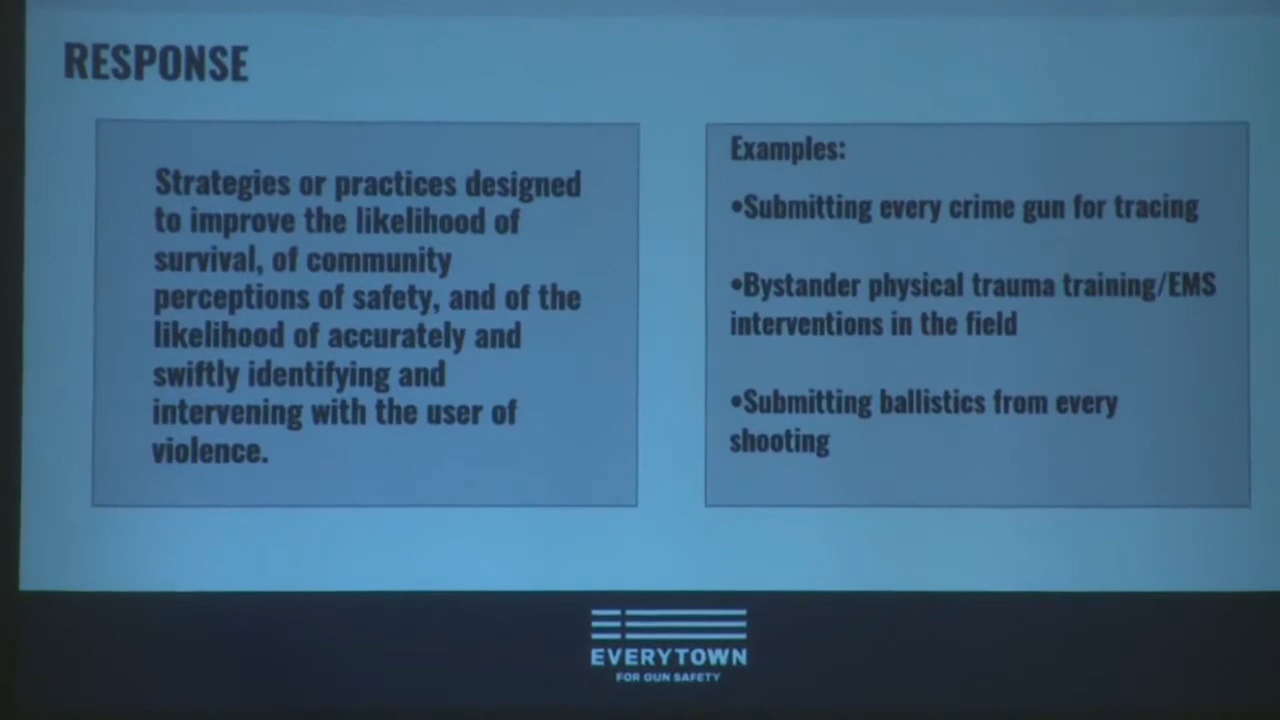 RESPONSE
Strategies or practices designed
to improve the likelihood of
survival, of community
perceptions of safety, and of the
likelihood of accurately and
swiftly identifying and
intervening with the user of
violence.
Examples:
•Submitting every crime gun for tracing
•Bystander physical trauma training/EMS
interventions in the field
•Submitting ballistics from every
shooting
EVERYTOWN
FOR GUN SAFETY